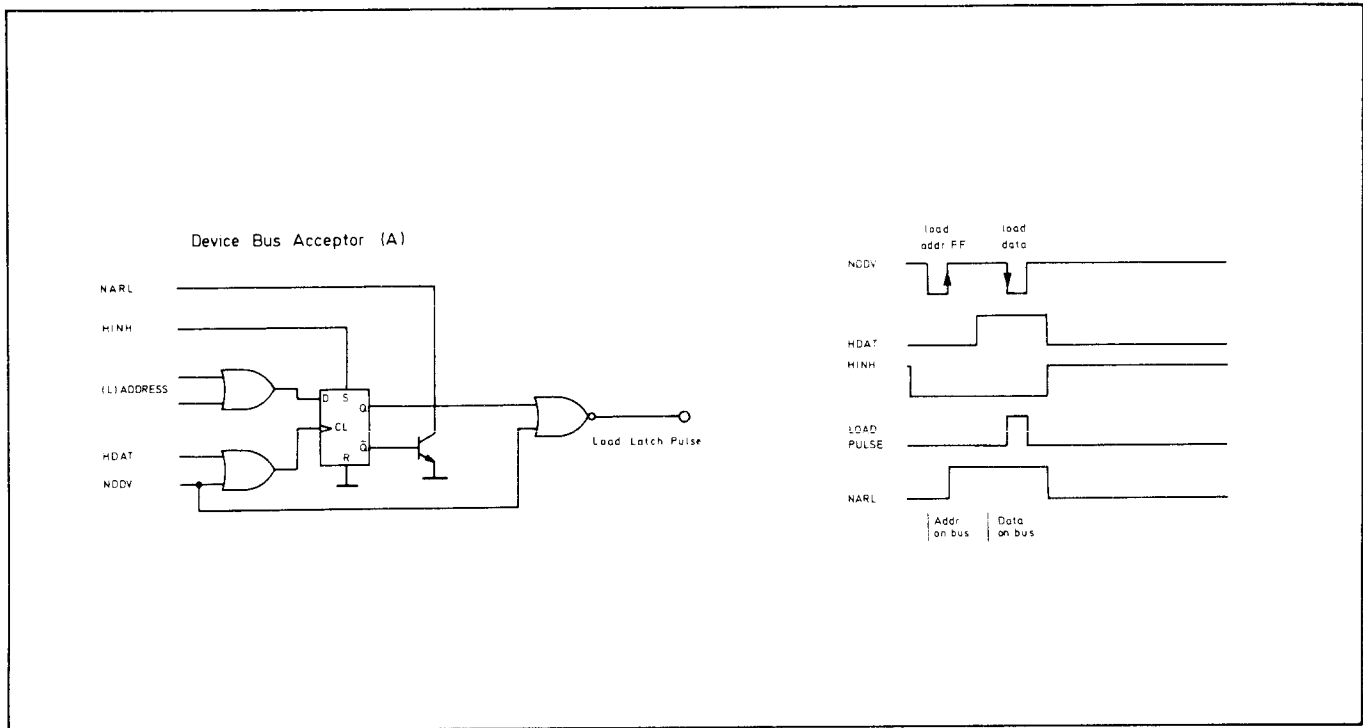 Device Bus Acceptor (A)
NARL
HINH
(L)ADDRESS
HDAT
NDDV
D S Q
CL
Q̄
R
Load Latch Pulse
load
addr FF
load
data
NDDV
HDAT
HINH
LOAD
PULSE
NARL
Addr
on bus
Data
on bus